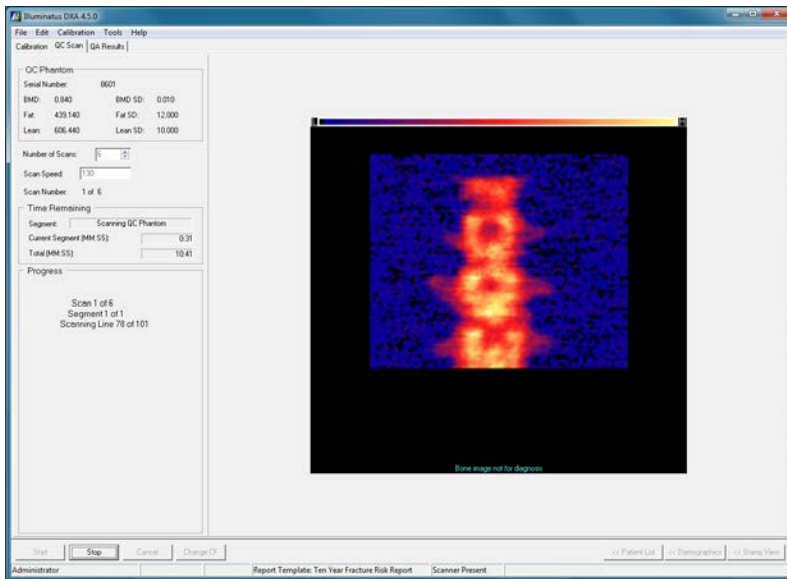 Illuminatus DXA 4.5.0
File Edit Calibration Tools Help
Calibration QC Scan QA Results
QC Phantom
Serial Number: 8601
BMD: 0.840 BMD SD: 0.010
Fat: 439.140 Fat SD: 12.000
Lean: 606.440 Lean SD: 10.000
Number of Scans: 6
Scan Speed: 130
Scan Number: 1 of 6
Time Remaining
Segment: Scanning QC Phantom
Current Segment (MM:SS): 0:31
Total (MM:SS): 10:41
Progress
Scan 1 of 6
Segment 1 of 1
Scanning Line 78 of 101
Bone image not for diagnosis
Start Stop Cancel Change CF << Patient List << Demographics << Stamp View
Administrator Report Template: Ten Year Fracture Risk Report Scanner Present